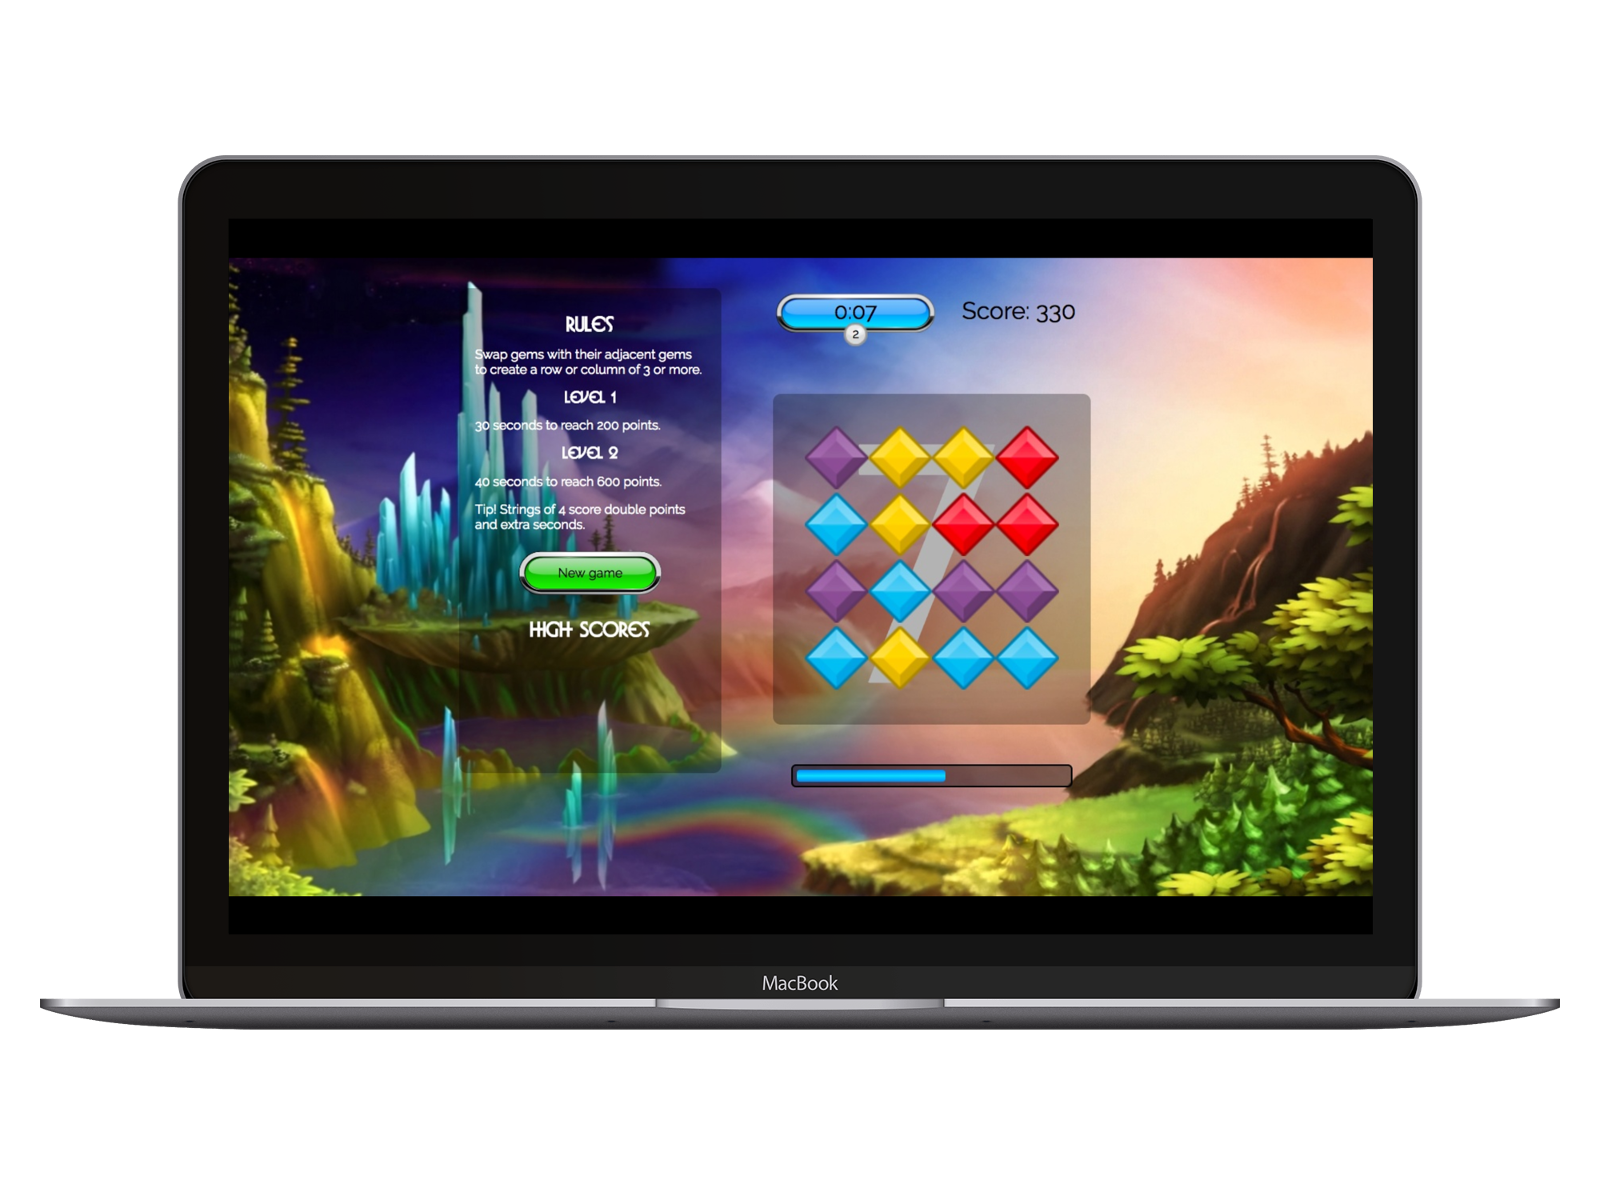 RULES
Swap gems with their adjacent gems
to create a row or column of 3 or more.
LEVEL 1
30 seconds to reach 200 points.
LEVEL 2
40 seconds to reach 600 points.
Tip! Strings of 4 score double points
and extra seconds.
New game
HIGH SCORES
0:07
2
Score: 330
7
MacBook